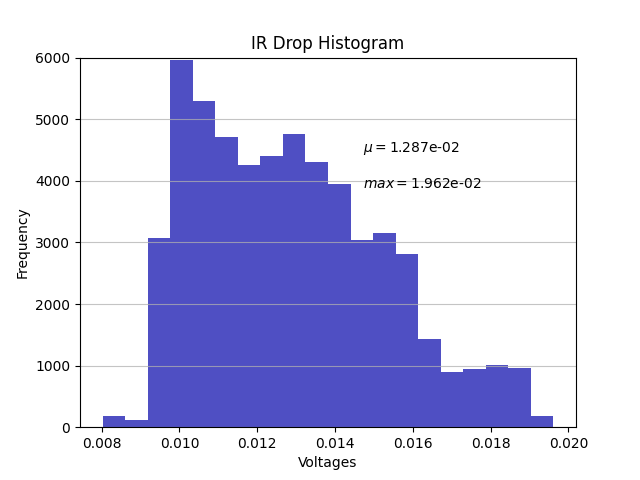 IR Drop Histogram
6000
5000
4000
3000
2000
1000
0
Frequency
μ = 1.287e-02
max = 1.962e-02
0.008 0.010 0.012 0.014 0.016 0.018 0.020
Voltages